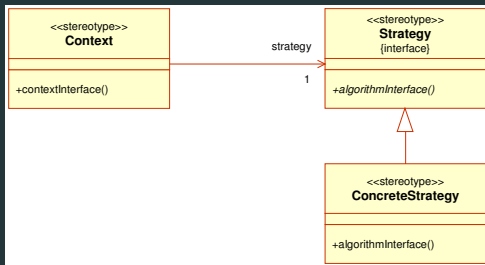 <<stereotype>>
Context
+contextInterface()
strategy
1
<<stereotype>>
Strategy
{interface}
+algorithmInterface()
<<stereotype>>
ConcreteStrategy
+algorithmInterface()